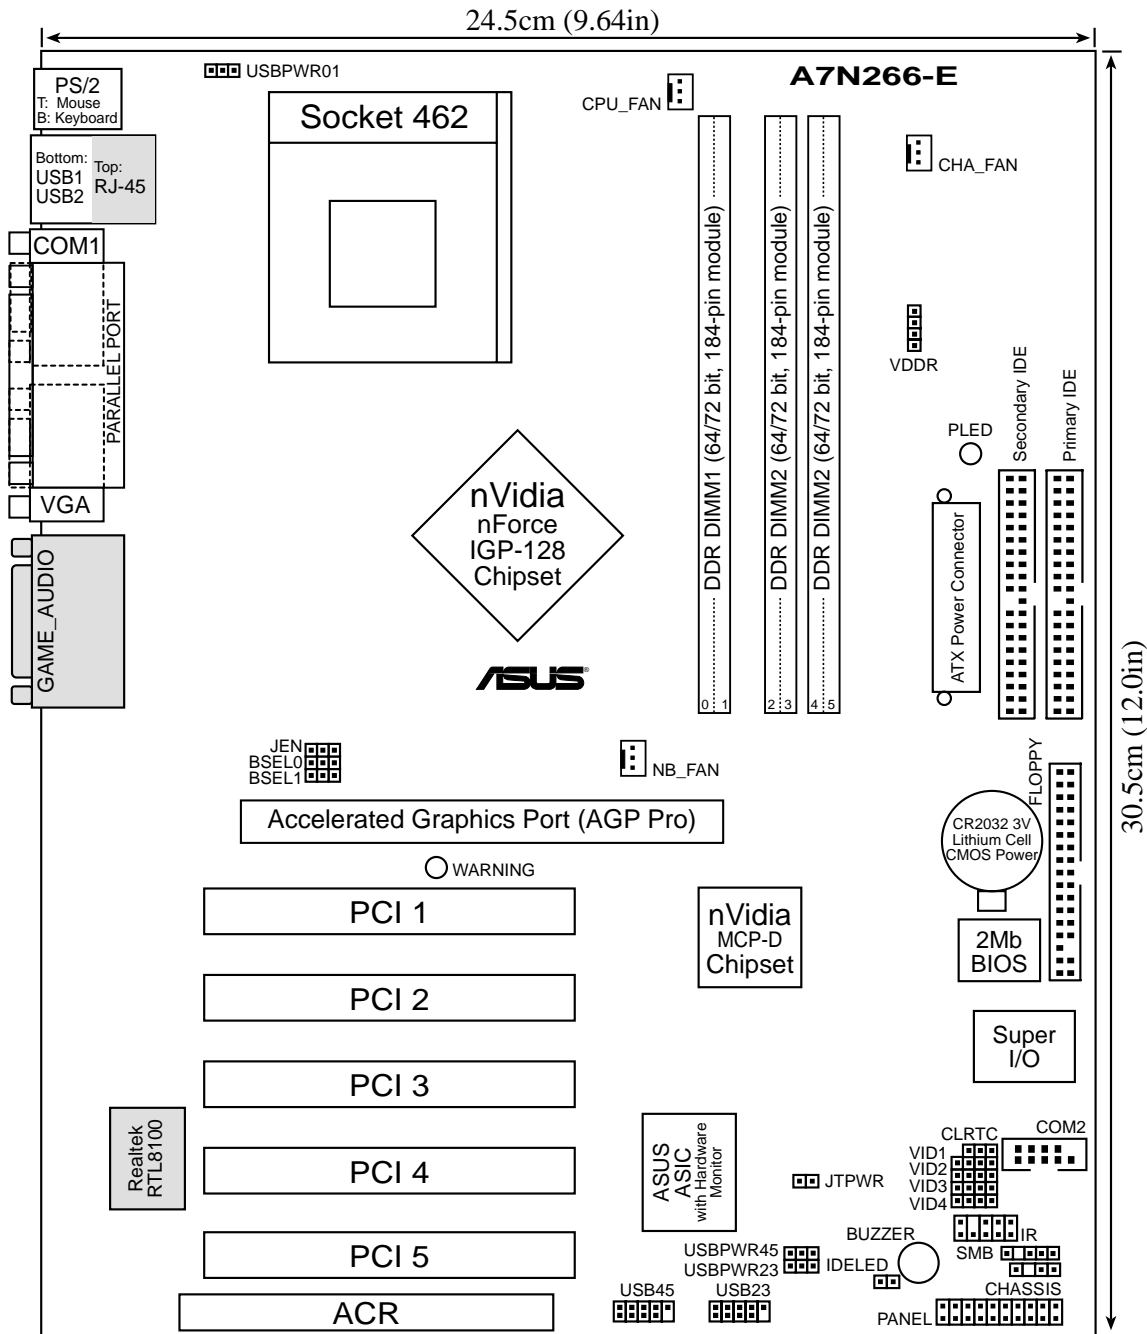 24.5cm (9.64in)
PS/2
T: Mouse
B: Keyboard
USBPWR01
A7N266-E
CPU_FAN
Socket 462
Bottom:
USB1
USB2
Top:
RJ-45
CHA_FAN
COM1
PARALLEL PORT
VGA
GAME_AUDIO
DDR DIMM1 (64/72 bit, 184-pin module)
DDR DIMM2 (64/72 bit, 184-pin module)
DDR DIMM2 (64/72 bit, 184-pin module)
0 1
2 3
4 5
VDDR
Secondary IDE
Primary IDE
PLED
ATX Power Connector
nVidia
nForce
IGP-128
Chipset
ASUS®
30.5cm (12.0in)
JEN
BSEL0
BSEL1
NB_FAN
FLOPPY
Accelerated Graphics Port (AGP Pro)
CR2032 3V
Lithium Cell
CMOS Power
WARNING
PCI 1
nVidia
MCP-D
Chipset
2Mb
BIOS
PCI 2
Super
I/O
PCI 3
Realtek
RTL8100
PCI 4
ASUS
ASIC
with Hardware
Monitor
JTPWR
CLRTC
COM2
VID1
VID2
VID3
VID4
PCI 5
USBPWR45
USBPWR23
BUZZER
IDELED
IR
SMB
CHASSIS
USB45
USB23
PANEL
ACR